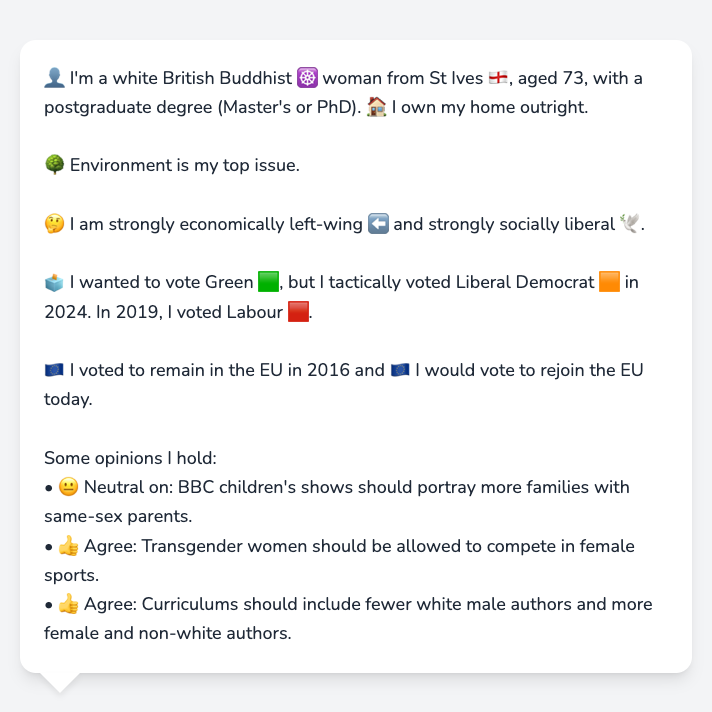 👤 I'm a white British Buddhist ☸️ woman from St Ives 🏴󠁧󠁢󠁥󠁮󠁧󠁿, aged 73, with a
postgraduate degree (Master's or PhD). 🏠 I own my home outright.
🌳 Environment is my top issue.
🤔 I am strongly economically left-wing ⬅️ and strongly socially liberal 🕊️.
🗳️ I wanted to vote Green 🟩, but I tactically voted Liberal Democrat 🟧 in
2024. In 2019, I voted Labour 🟥.
🇪🇺 I voted to remain in the EU in 2016 and 🇪🇺 I would vote to rejoin the EU
today.
Some opinions I hold:
• 😐 Neutral on: BBC children's shows should portray more families with
same-sex parents.
• 👍 Agree: Transgender women should be allowed to compete in female
sports.
• 👍 Agree: Curriculums should include fewer white male authors and more
female and non-white authors.